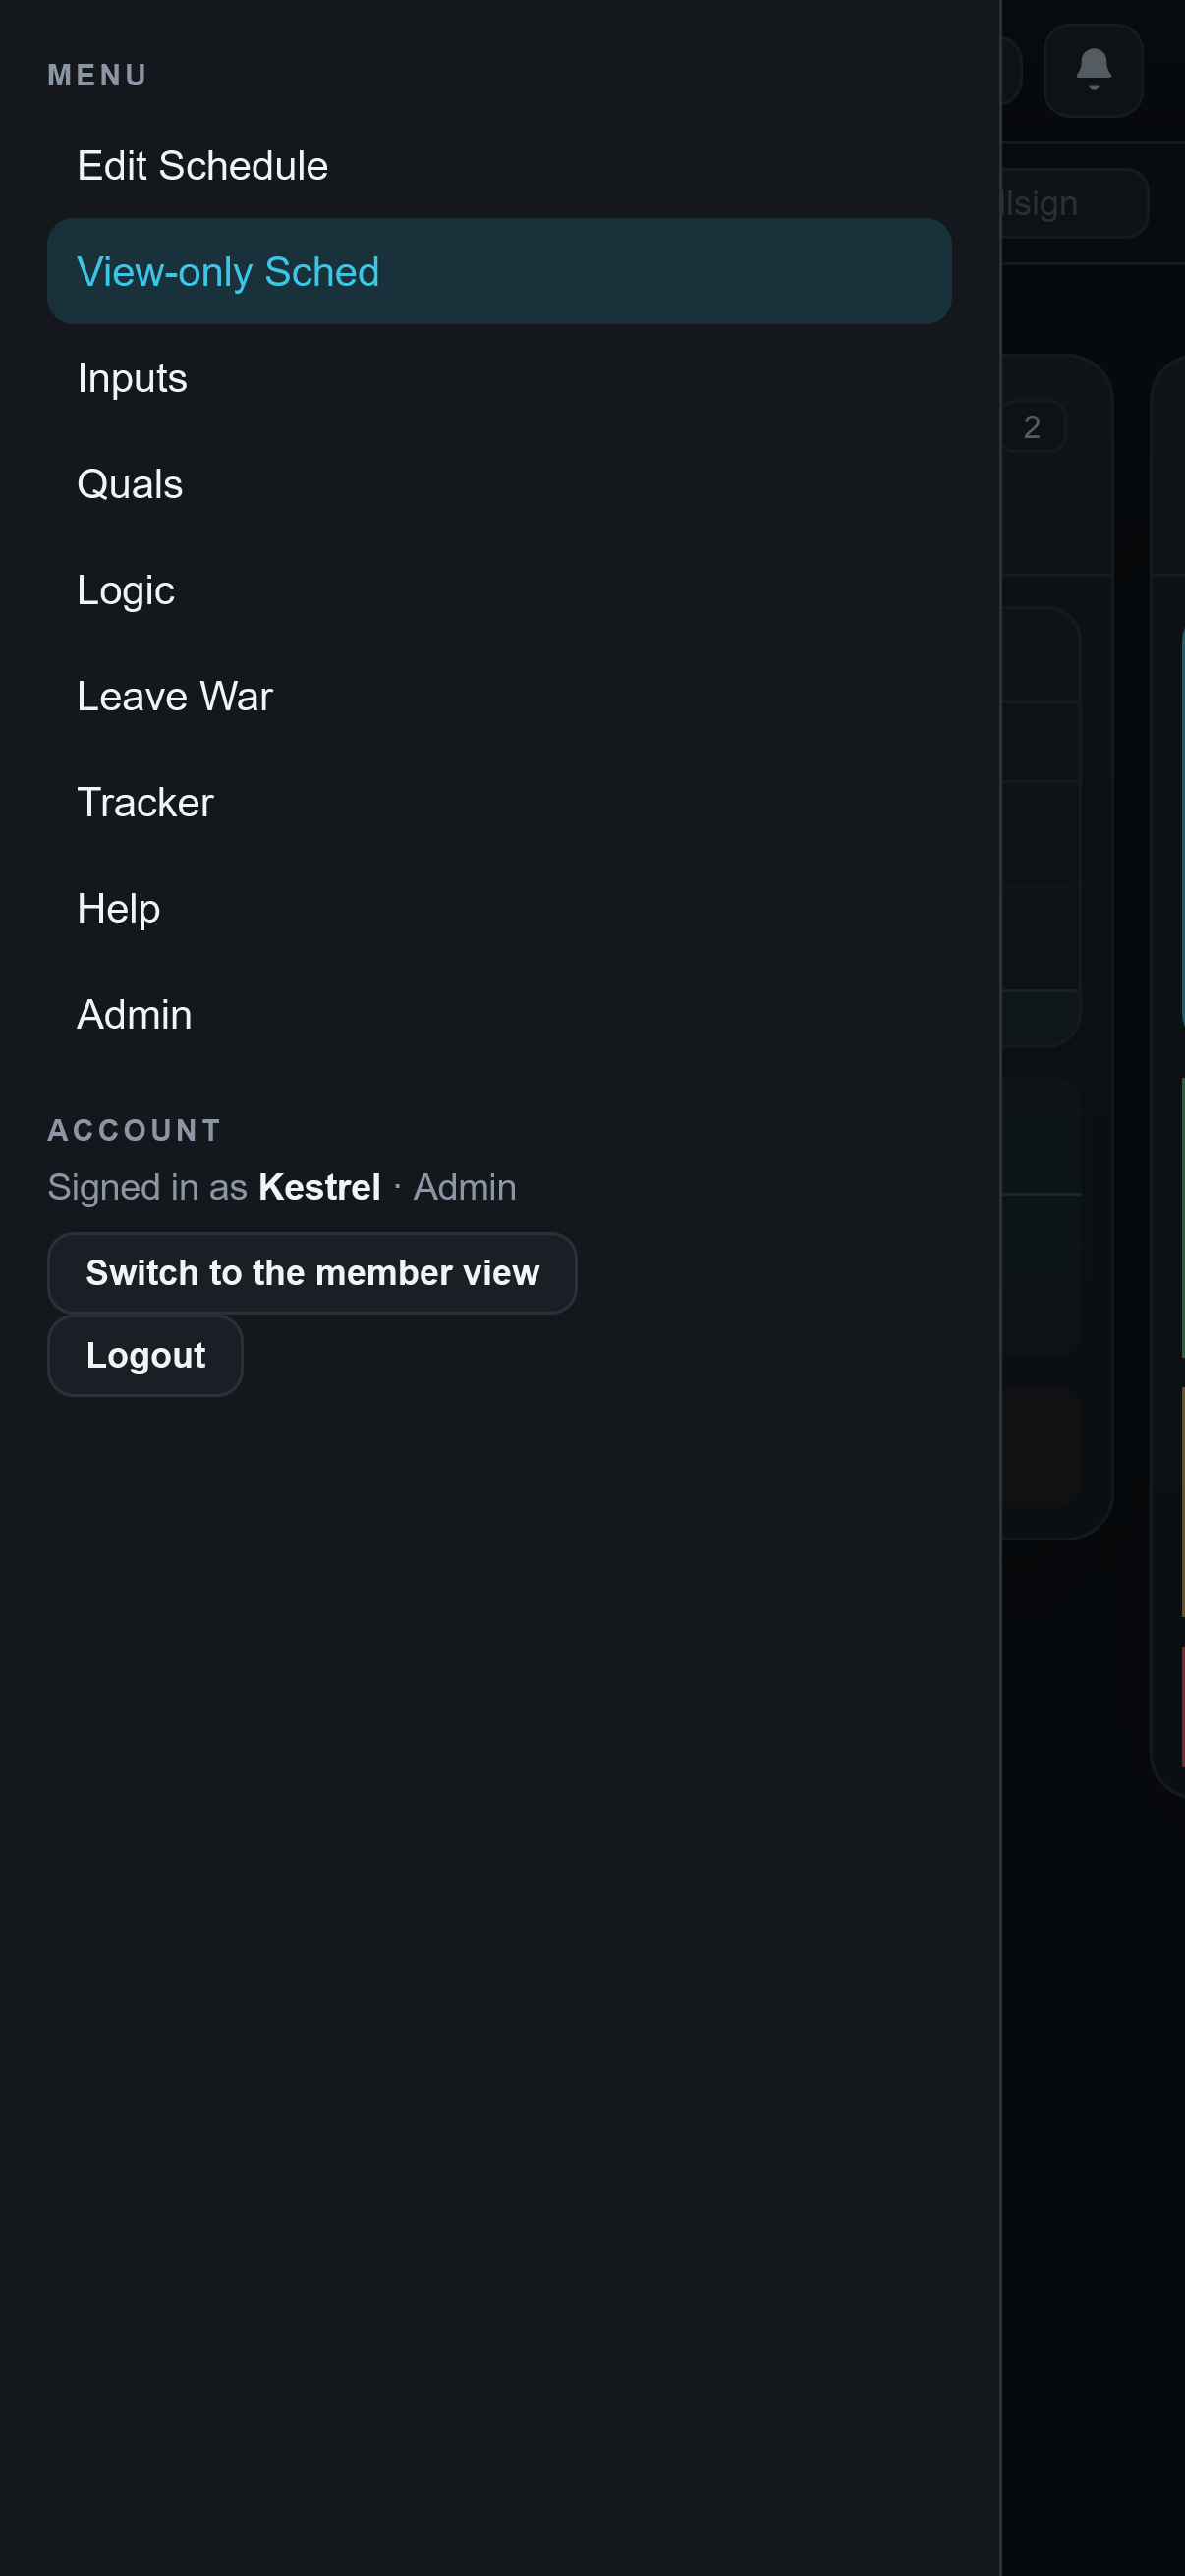 MENU
Edit Schedule
View-only Sched
Inputs
Quals
Logic
Leave War
Tracker
Help
Admin
ACCOUNT
Signed in as Kestrel · Admin
Switch to the member view
Logout
2